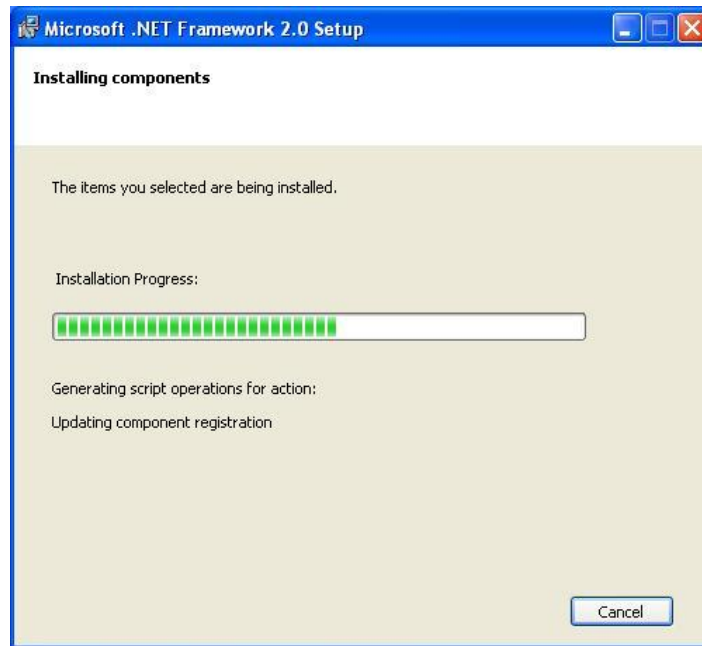 Microsoft .NET Framework 2.0 Setup
Installing components
The items you selected are being installed.
Installation Progress:
Generating script operations for action:
Updating component registration
Cancel